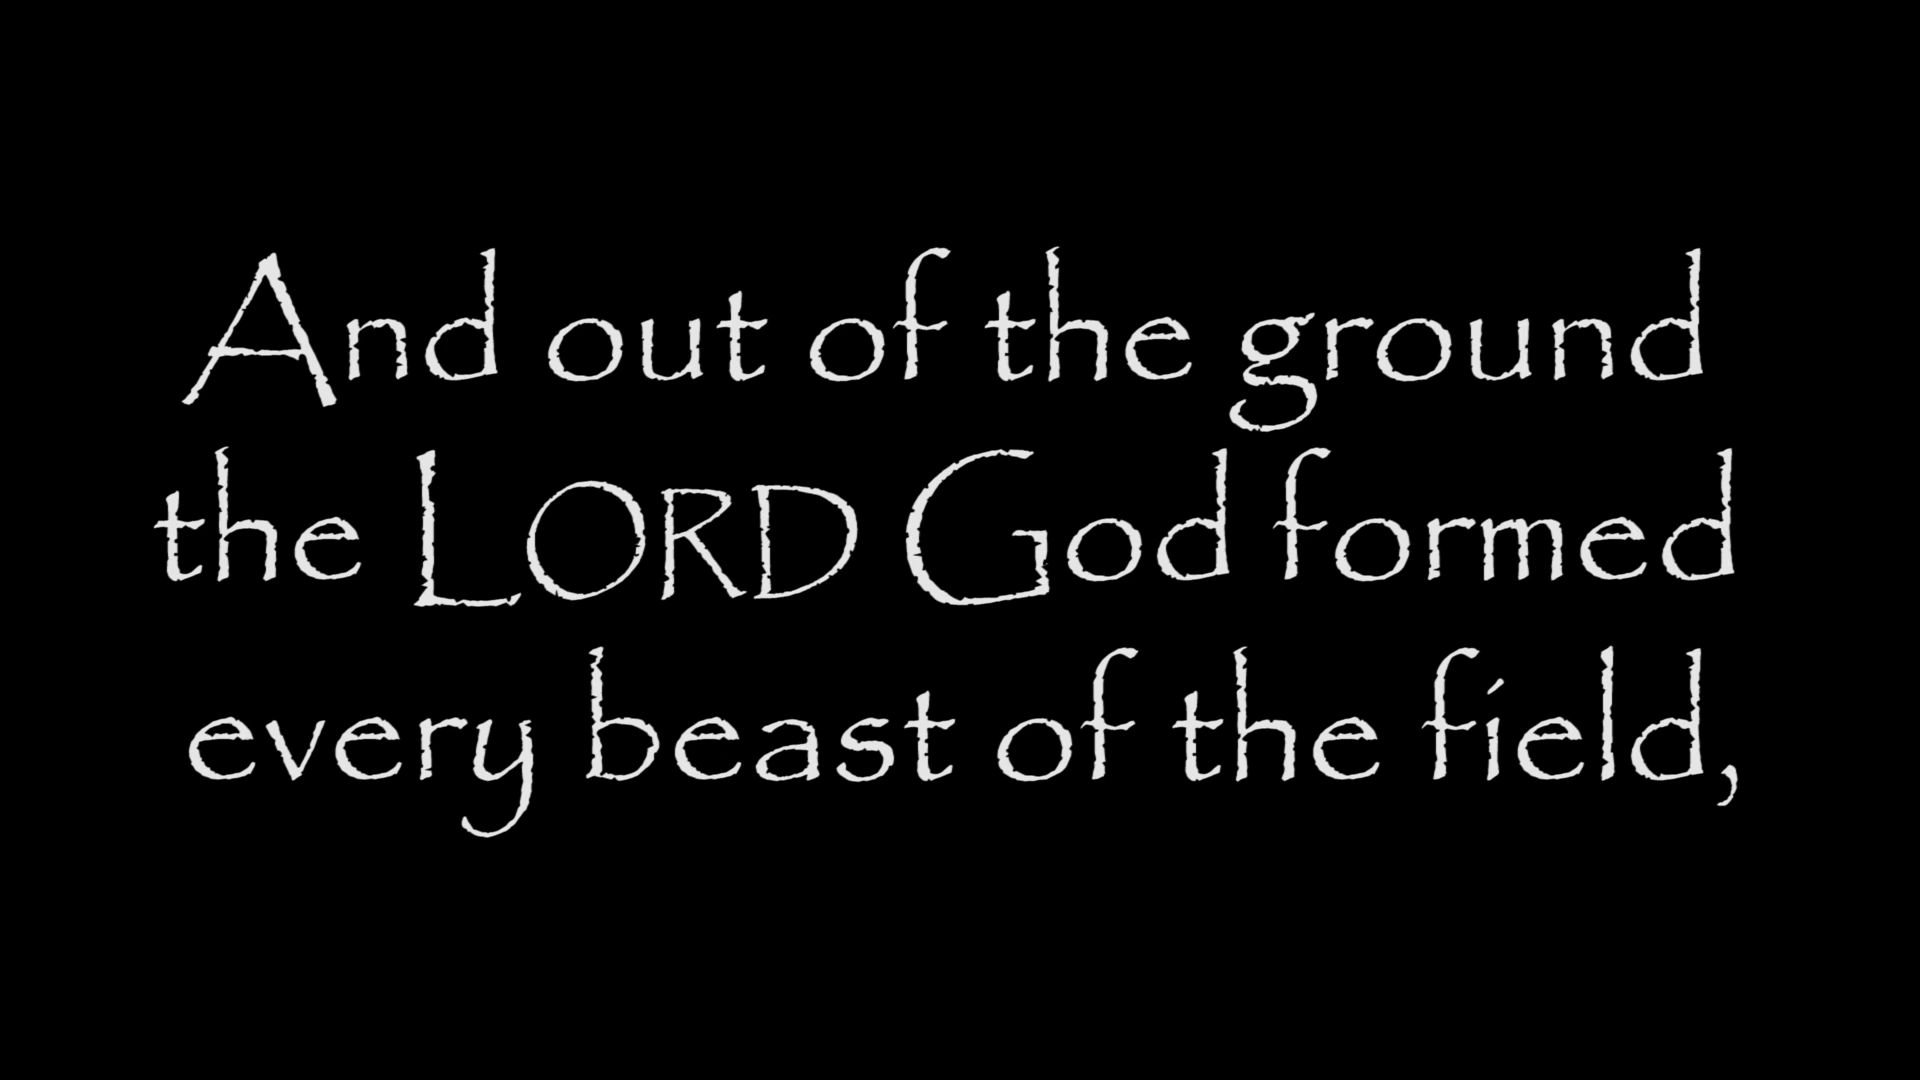 And out of the ground
the LORD God formed
every beast of the field,